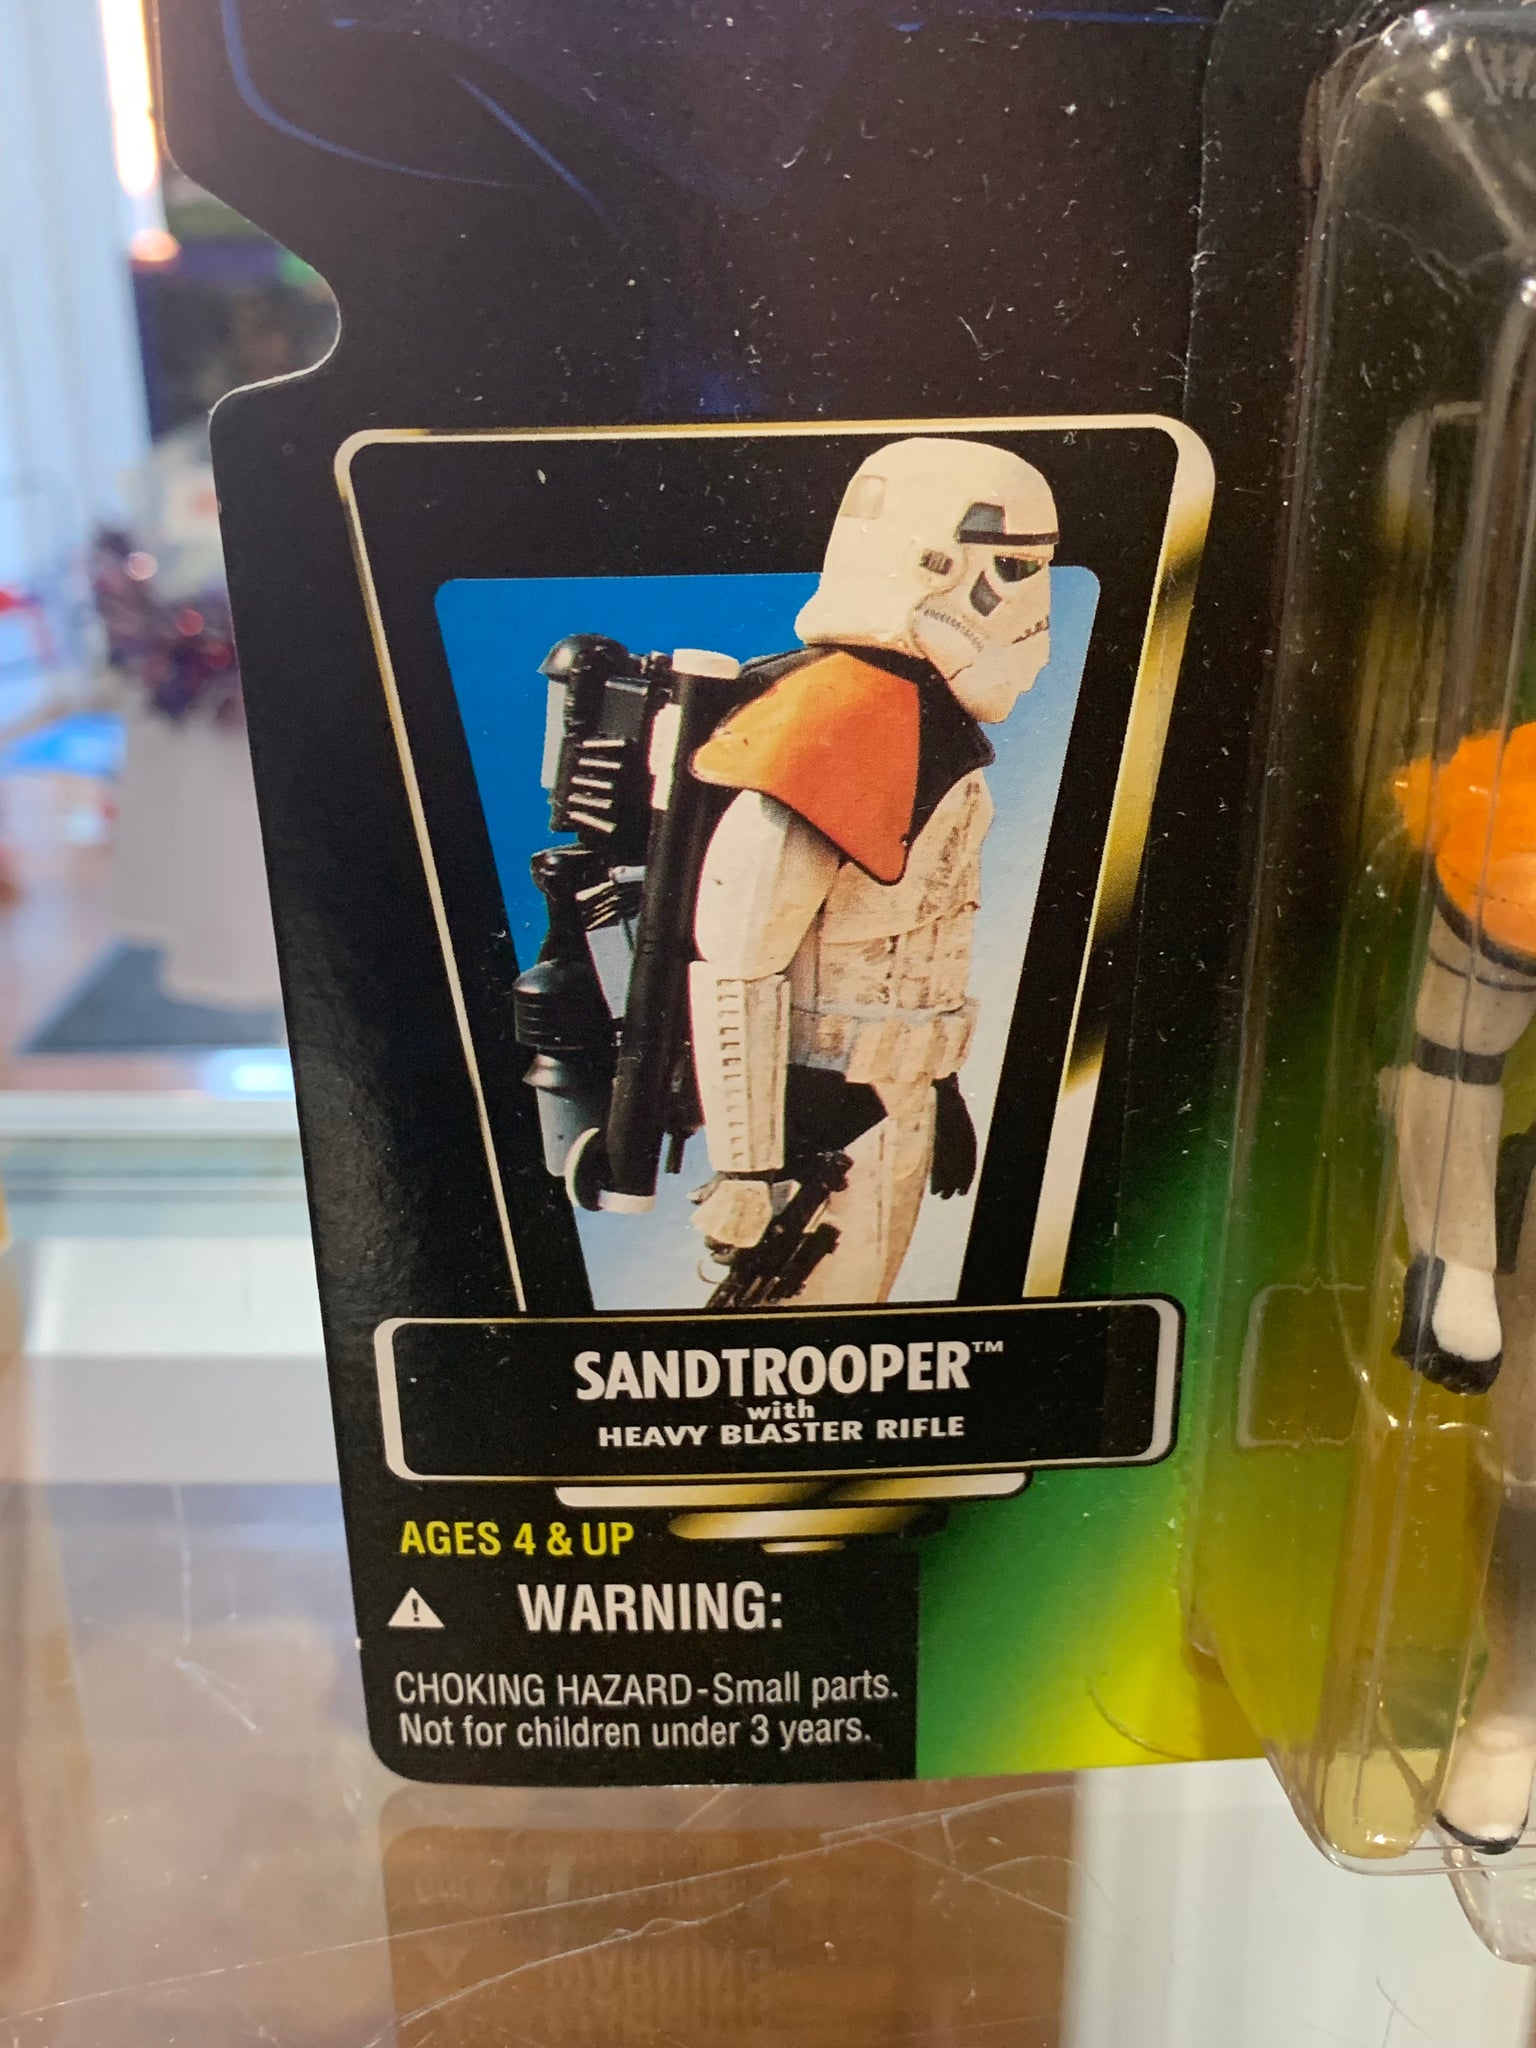 SANDTROOPER™
with
HEAVY BLASTER RIFLE
AGES 4 & UP
WARNING:
CHOKING HAZARD-Small parts.
Not for children under 3 years.